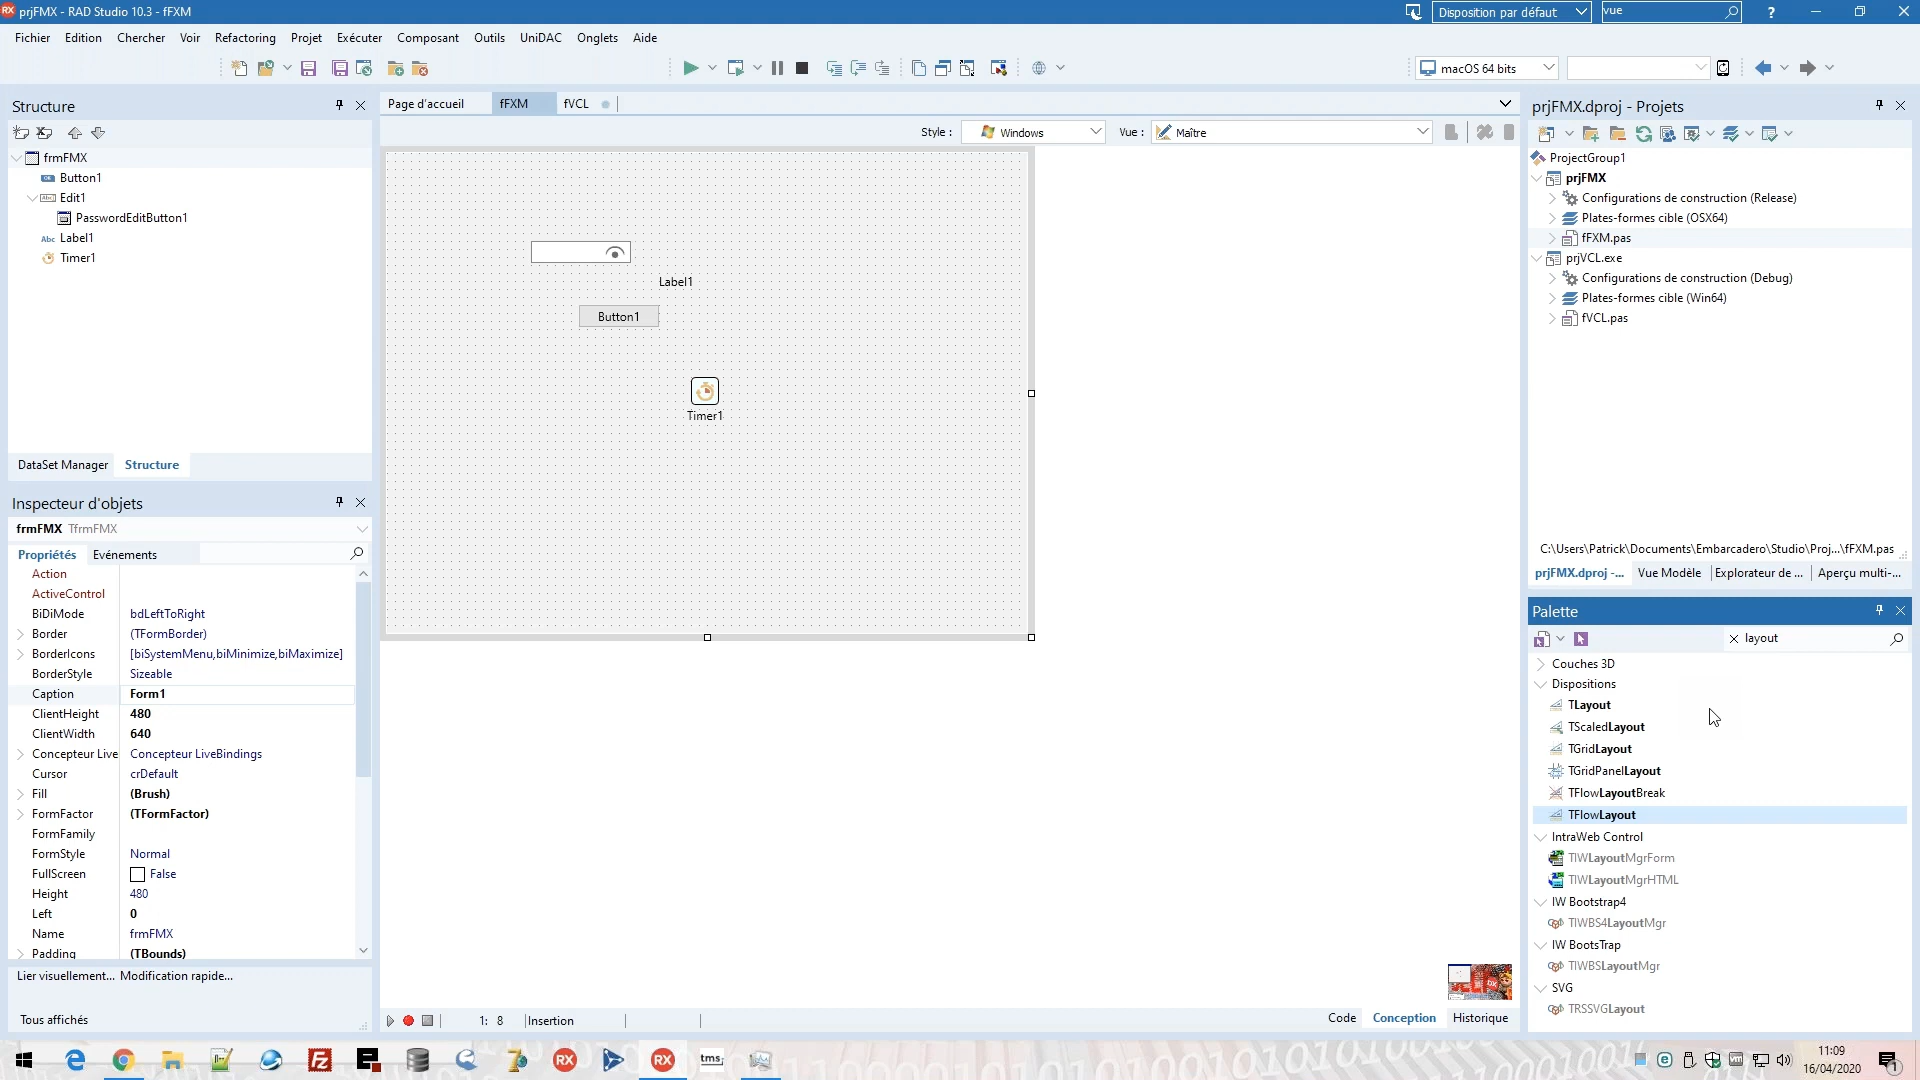 prjFMX - RAD Studio 10.3 - fFXM
Disposition par défaut
vue
?
Fichier Edition Chercher Voir Refactoring Projet Exécuter Composant Outils UniDAC Onglets Aide
macOS 64 bits
Structure
frmFMX
Button1
Edit1
PasswordEditButton1
Label1
Timer1
DataSet Manager Structure
Inspecteur d'objets
frmFMX TfrmFMX
Propriétés Evénements
Action
ActiveControl
BiDiMode bdLeftToRight
Border (TFormBorder)
BorderIcons [biSystemMenu,biMinimize,biMaximize]
BorderStyle Sizeable
Caption Form1
ClientHeight 480
ClientWidth 640
Concepteur Live Concepteur LiveBindings
Cursor crDefault
Fill (Brush)
FormFactor (TFormFactor)
FormFamily
FormStyle Normal
FullScreen False
Height 480
Left 0
Name frmFMX
Padding (TBounds)
Lier visuellement... Modification rapide...
Tous affichés
Page d'accueil fFXM fVCL
Style : Windows Vue : Maître
Label1
Button1
Timer1
1: 8 Insertion
Code Conception Historique
prjFMX.dproj - Projets
ProjectGroup1
prjFMX
Configurations de construction (Release)
Plates-formes cible (OSX64)
fFXM.pas
prjVCL.exe
Configurations de construction (Debug)
Plates-formes cible (Win64)
fVCL.pas
C:\Users\Patrick\Documents\Embarcadero\Studio\Proj...\fFXM.pas
prjFMX.dproj -... Vue Modèle Explorateur de ... Aperçu multi-...
Palette
layout
Couches 3D
Dispositions
TLayout
TScaledLayout
TGridLayout
TGridPanelLayout
TFlowLayoutBreak
TFlowLayout
IntraWeb Control
TIWLayoutMgrForm
TIWLayoutMgrHTML
IW Bootstrap4
TIWBS4LayoutMgr
IW BootsTrap
TIWBSLayoutMgr
SVG
TRSSVGLayout
RX RX tms
11:09
16/04/2020